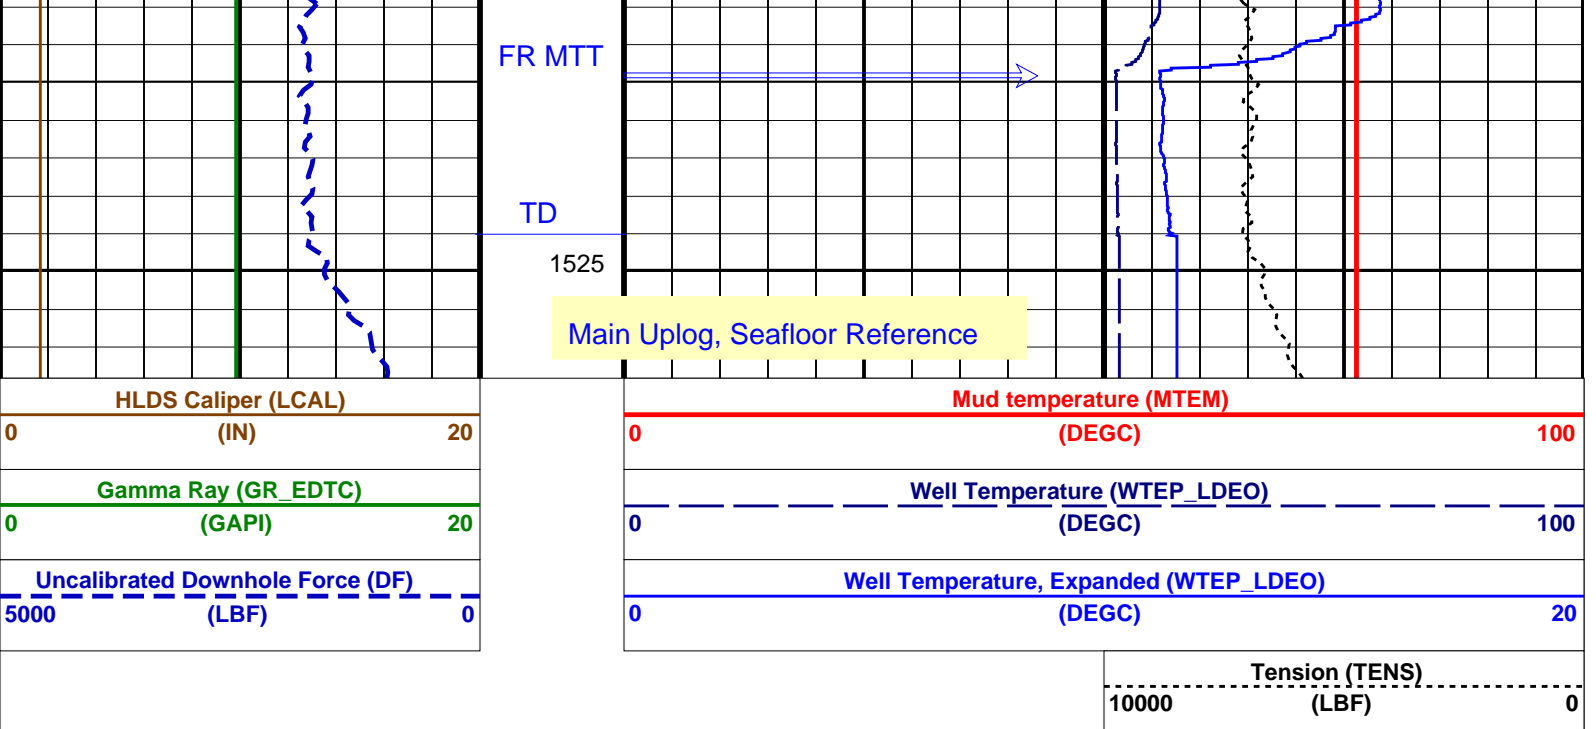 FR MTT
TD
1525
Main Uplog, Seafloor Reference
HLDS Caliper (LCAL)
0 (IN) 20
Gamma Ray (GR_EDTC)
0 (GAPI) 20
Uncalibrated Downhole Force (DF)
5000 (LBF) 0
Mud temperature (MTEM)
0 (DEGC) 100
Well Temperature (WTEP_LDEO)
0 (DEGC) 100
Well Temperature, Expanded (WTEP_LDEO)
0 (DEGC) 20
Tension (TENS)
10000 (LBF) 0